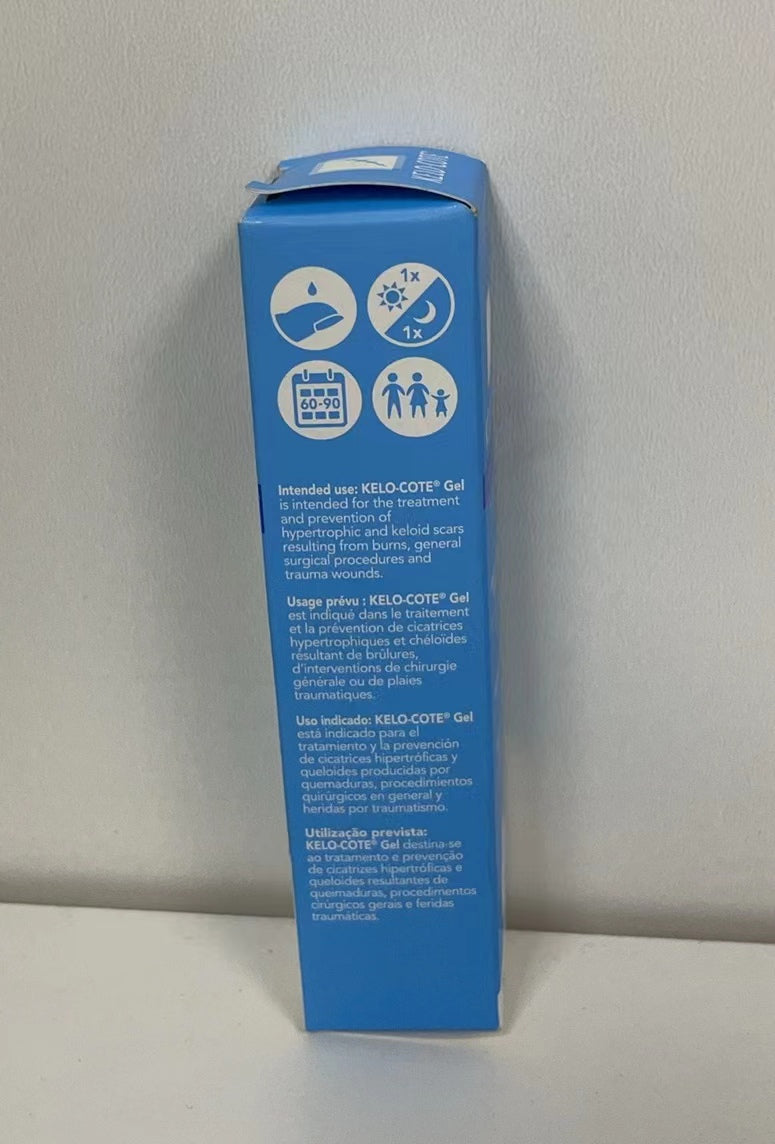 KELO-COTE
1x
1x
60-90
Intended use: KELO-COTE® Gel
is intended for the treatment
and prevention of
hypertrophic and keloid scars
resulting from burns, general
surgical procedures and
trauma wounds.
Usage prévu : KELO-COTE® Gel
est indiqué dans le traitement
et la prévention de cicatrices
hypertrophiques et chéloïdes
résultant de brûlures,
d'interventions de chirurgie
générale ou de plaies
traumatiques.
Uso indicado: KELO-COTE® Gel
está indicado para el
tratamiento y la prevención
de cicatrices hipertróficas y
queloides producidas por
quemaduras, procedimientos
quirúrgicos en general y
heridas por traumatismo.
Utilização prevista:
KELO-COTE® Gel destina-se
ao tratamento e prevenção
de cicatrizes hipertróficas e
queloides resultantes de
queimaduras, procedimentos
cirúrgicos gerais e feridas
traumáticas.